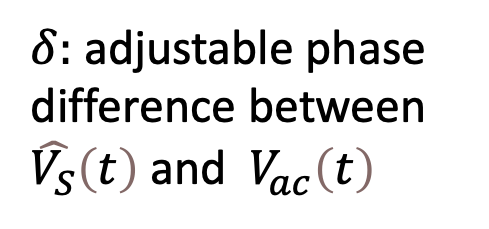 δ: adjustable phase
difference between
V̂_S(t) and V_ac(t)